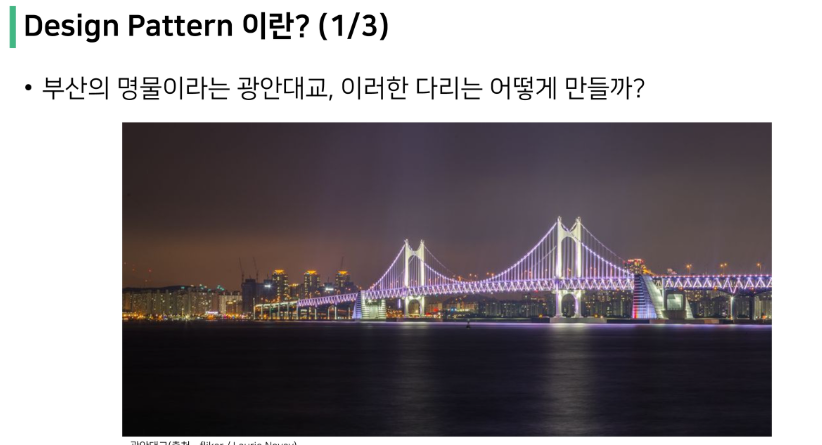 Design Pattern 이란? (1/3)
• 부산의 명물이라는 광안대교, 이러한 다리는 어떻게 만들까?